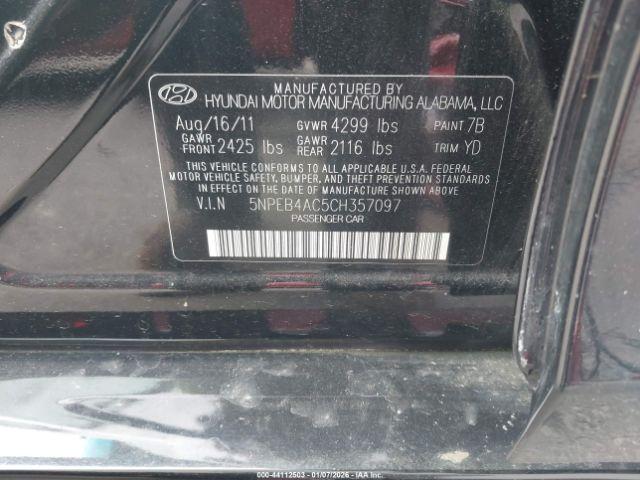 MANUFACTURED BY
HYUNDAI MOTOR MANUFACTURING ALABAMA, LLC
Aug/16/11 GVWR 4299 lbs PAINT 7B
GAWR FRONT 2425 lbs GAWR REAR 2116 lbs TRIM YD
THIS VEHICLE CONFORMS TO ALL APPLICABLE U.S.A. FEDERAL
MOTOR VEHICLE SAFETY, BUMPER, AND THEFT PREVENTION STANDARDS
IN EFFECT ON THE DATE OF MANUFACTURE SHOWN ABOVE.
V.I.N 5NPEB4AC5CH357097
PASSENGER CAR
000-44112503 - 01/07/2026 - IAA Inc.